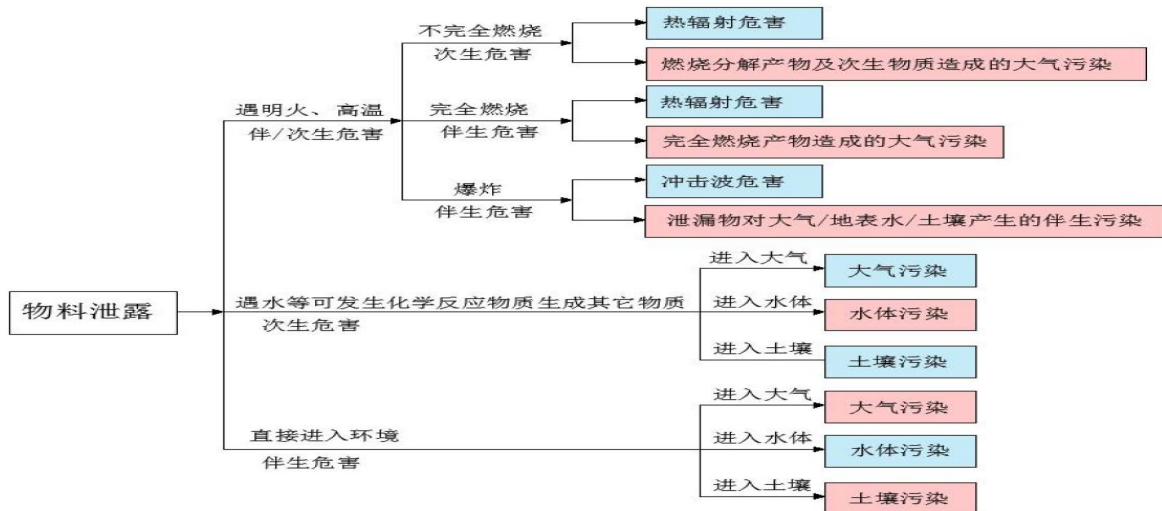 不完全燃烧
次生危害
热辐射危害
燃烧分解产物及次生物质造成的大气污染
遇明火、高温
伴/次生危害
完全燃烧
伴生危害
热辐射危害
完全燃烧产物造成的大气污染
爆炸
伴生危害
冲击波危害
泄漏物对大气/地表水/土壤产生的伴生污染
物料泄露
遇水等可发生化学反应物质生成其它物质
次生危害
进入大气
大气污染
进入水体
水体污染
进入土壤
土壤污染
直接进入环境
伴生危害
进入大气
大气污染
进入水体
水体污染
进入土壤
土壤污染